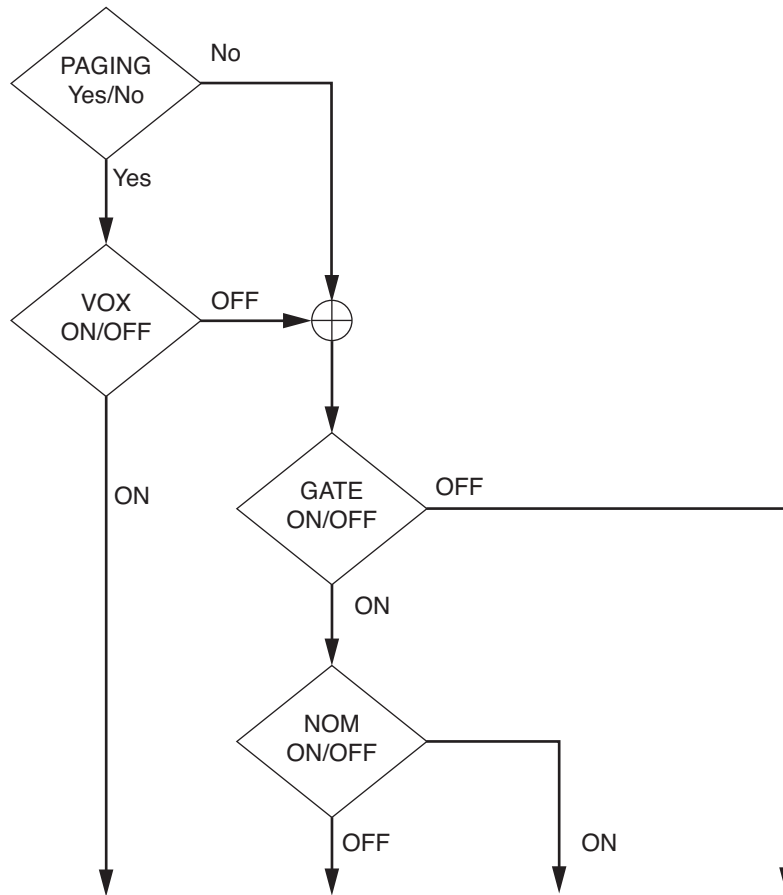 PAGING
Yes/No
No
Yes
VOX
ON/OFF
OFF
ON
GATE
ON/OFF
OFF
ON
NOM
ON/OFF
OFF
ON